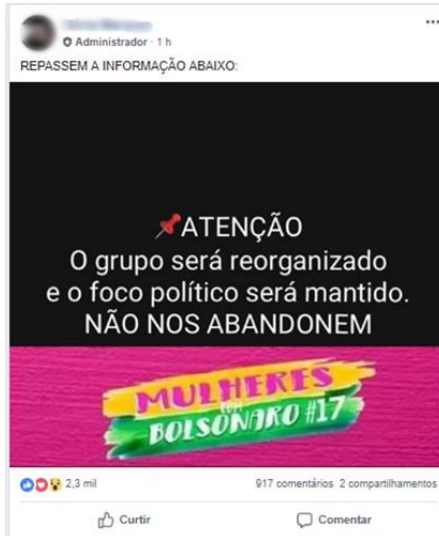 Administrador · 1 h
REPASSEM A INFORMAÇÃO ABAIXO:
ATENÇÃO
O grupo será reorganizado
e o foco político será mantido.
NÃO NOS ABANDONEM
MULHERES
COM
BOLSONARO #17
2,3 mil
917 comentários 2 compartilhamentos
Curtir
Comentar